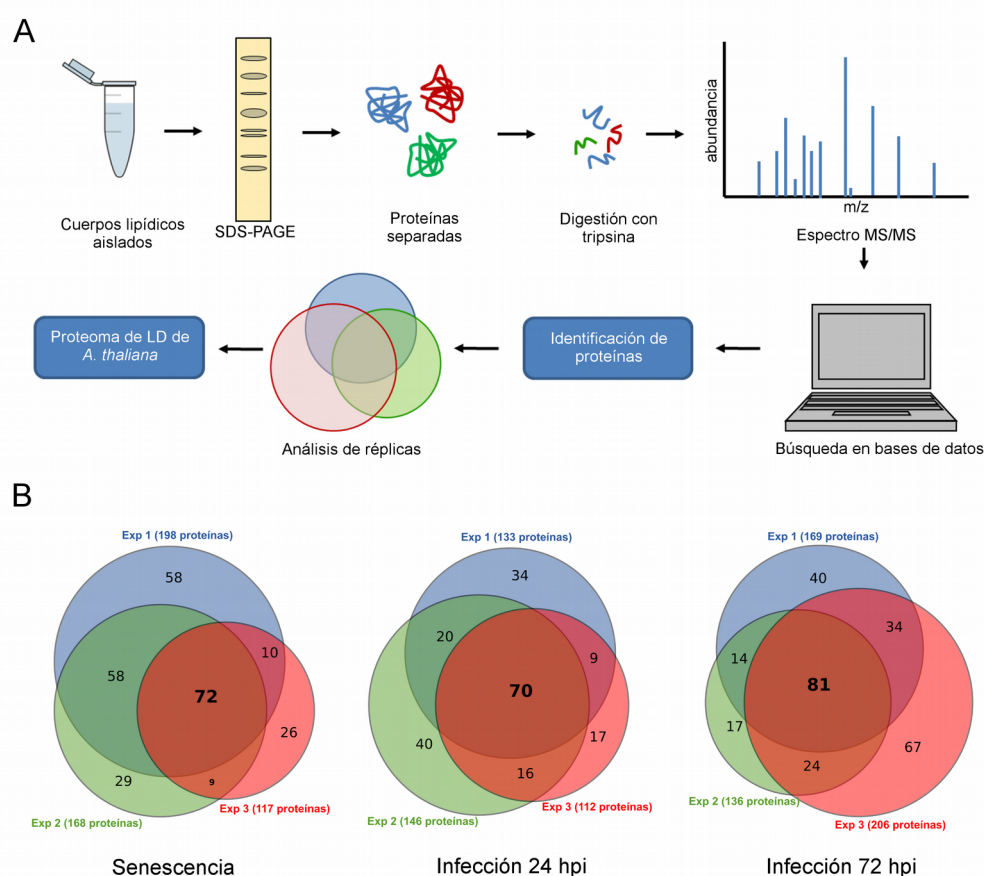 A
Cuerpos lipídicos
aislados
SDS-PAGE
Proteínas
separadas
Digestión con
tripsina
abundancia
m/z
Espectro MS/MS
Proteoma de LD de
A. thaliana
Análisis de réplicas
Identificación de
proteínas
Búsqueda en bases de datos
B
Exp 1 (198 proteínas)
58
58
10
72
26
29
9
Exp 3 (117 proteínas)
Exp 2 (168 proteínas)
Senescencia
Exp 1 (133 proteínas)
34
20
9
70
17
40
16
Exp 3 (112 proteínas)
Exp 2 (146 proteínas)
Infección 24 hpi
Exp 1 (169 proteínas)
40
34
14
81
17
67
24
Exp 2 (136 proteínas)
Exp 3 (206 proteínas)
Infección 72 hpi